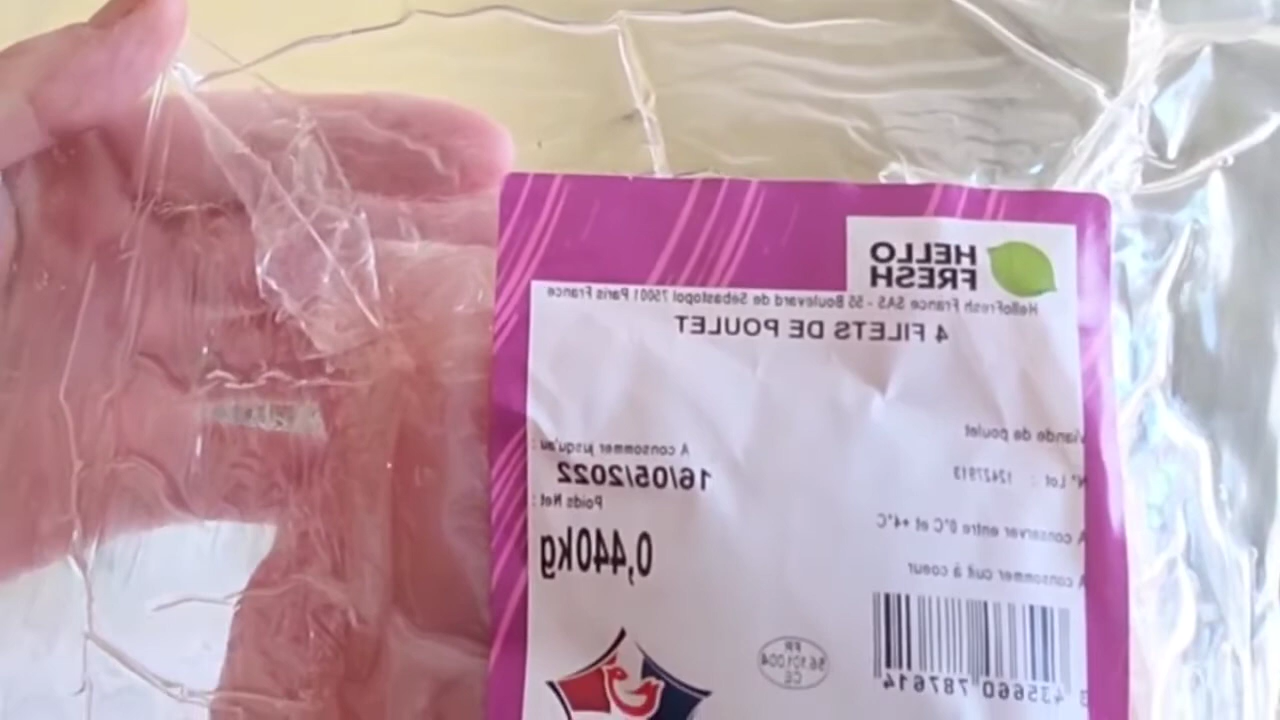 HELLO
FRESH
HelloFresh France SAS - 55 Boulevard de Sébastopol 75001 Paris France
4 FILETS DE POULET
Viande de poulet
N° Lot : 12427913
A conserver entre 0°C et +4°C
A consommer cuit à coeur
A consommer jusqu'au :
16/05/2022
Poids Net :
0,440kg
FR
56.101.004
CE
3 435660 787614